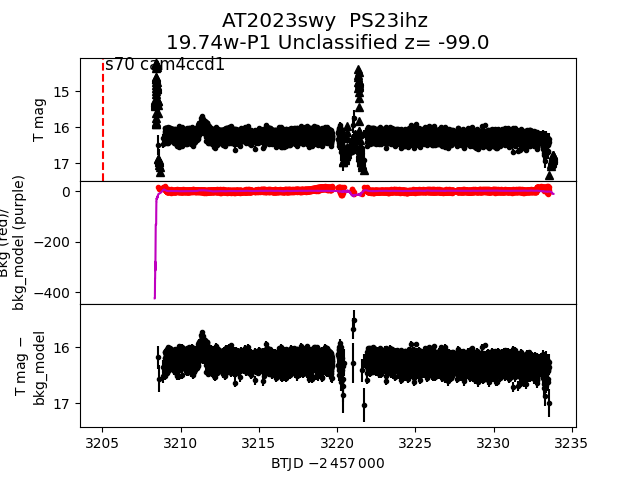 AT2023swy  PS23ihz
19.74w-P1 Unclassified z= -99.0
s70 cam4ccd1
15
16
17
T mag
0
−200
−400
Bkg (red)/
bkg_model (purple)
16
17
T mag −
bkg_model
3205
3210
3215
3220
3225
3230
3235
BTJD −2 457 000